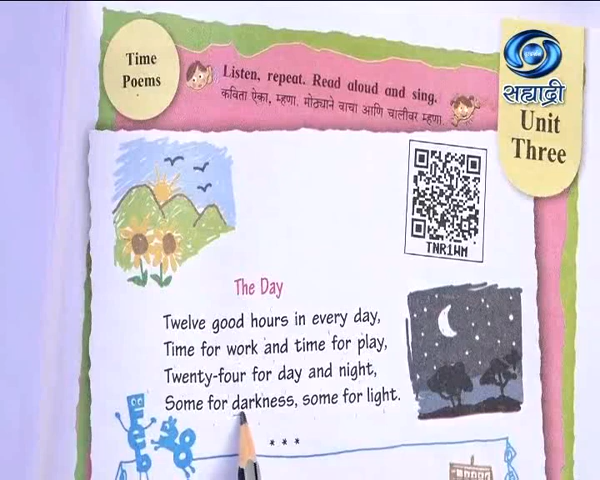 Time
Poems
Listen, repeat. Read aloud and sing.
कविता ऐका, म्हणा. मोठ्याने वाचा आणि चालीवर म्हणा.
सह्याद्री
Unit
Three
TNR1WM
The Day
Twelve good hours in every day,
Time for work and time for play,
Twenty-four for day and night,
Some for darkness, some for light.
* * *